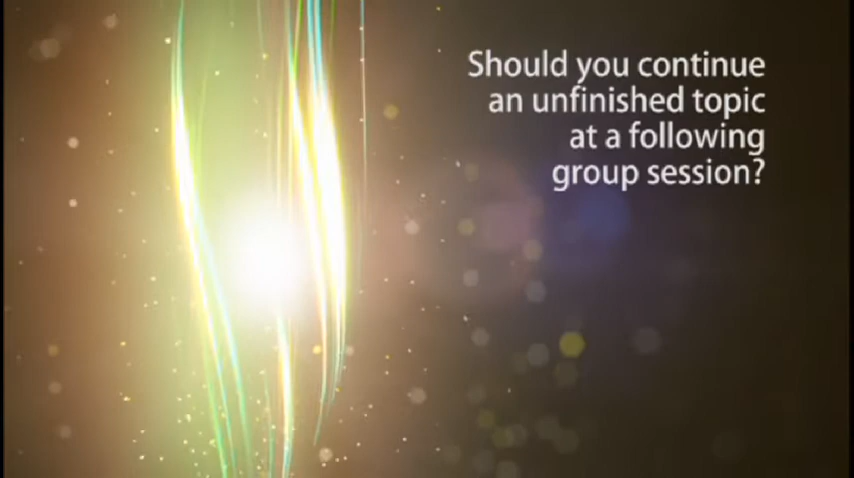 Should you continue
an unfinished topic
at a following
group session?